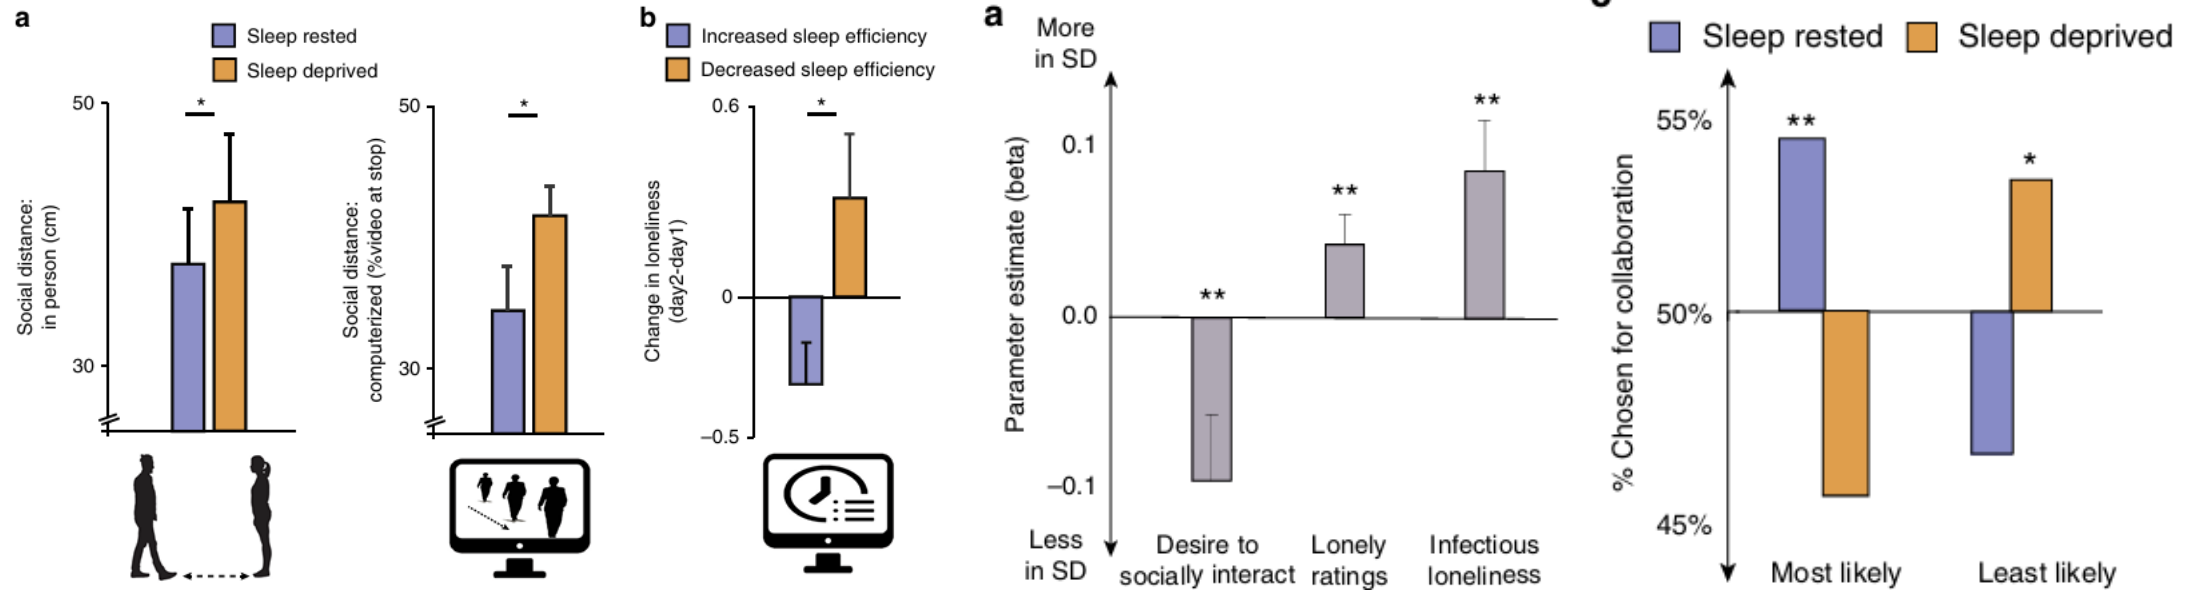 a
Sleep rested
Sleep deprived
50
30
Social distance:
in person (cm)
*
50
30
Social distance:
computerized (%video at stop)
*
b
Increased sleep efficiency
Decreased sleep efficiency
0.6
0
–0.5
Change in loneliness
(day2-day1)
*
a
More
in SD
0.1
0.0
–0.1
Less
in SD
Parameter estimate (beta)
**
**
**
Desire to
socially interact
Lonely
ratings
Infectious
loneliness
Sleep rested
Sleep deprived
55%
50%
45%
% Chosen for collaboration
**
*
Most likely
Least likely